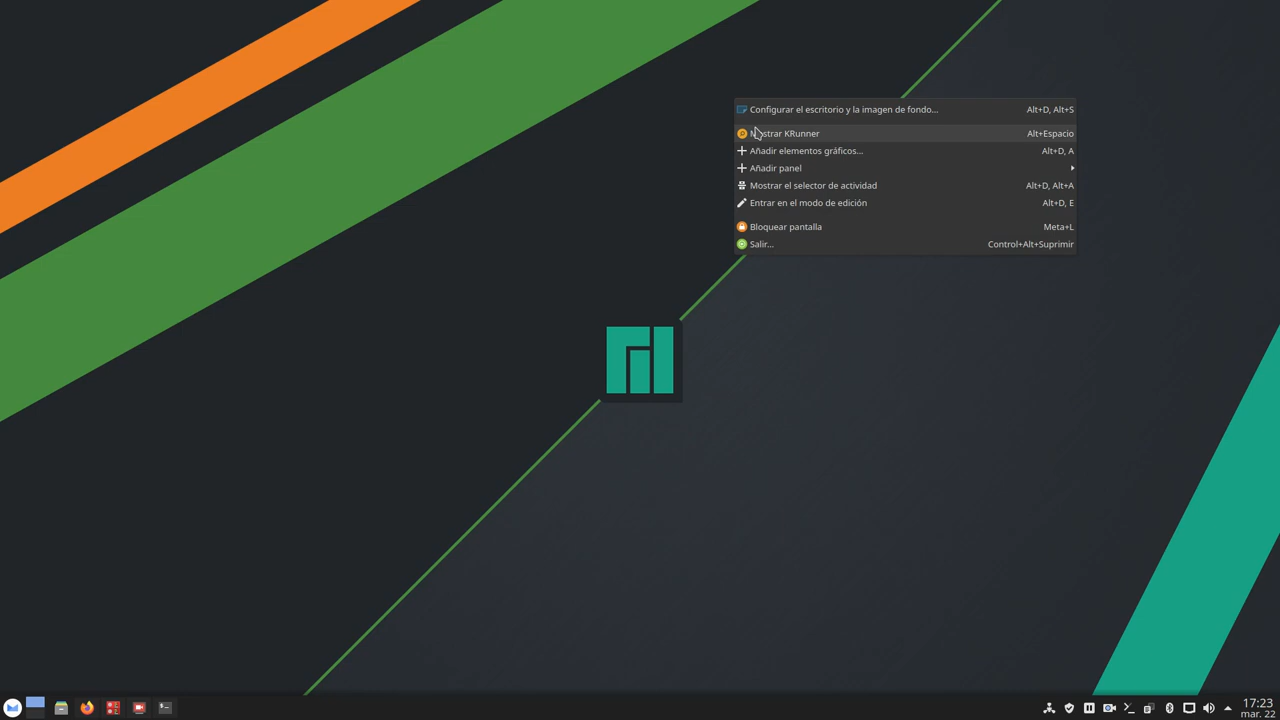 Configurar el escritorio y la imagen de fondo... Alt+D, Alt+S
Mostrar KRunner Alt+Espacio
Añadir elementos gráficos... Alt+D, A
Añadir panel
Mostrar el selector de actividad Alt+D, Alt+A
Entrar en el modo de edición Alt+D, E
Bloquear pantalla Meta+L
Salir... Control+Alt+Suprimir
17:23
mar. 22